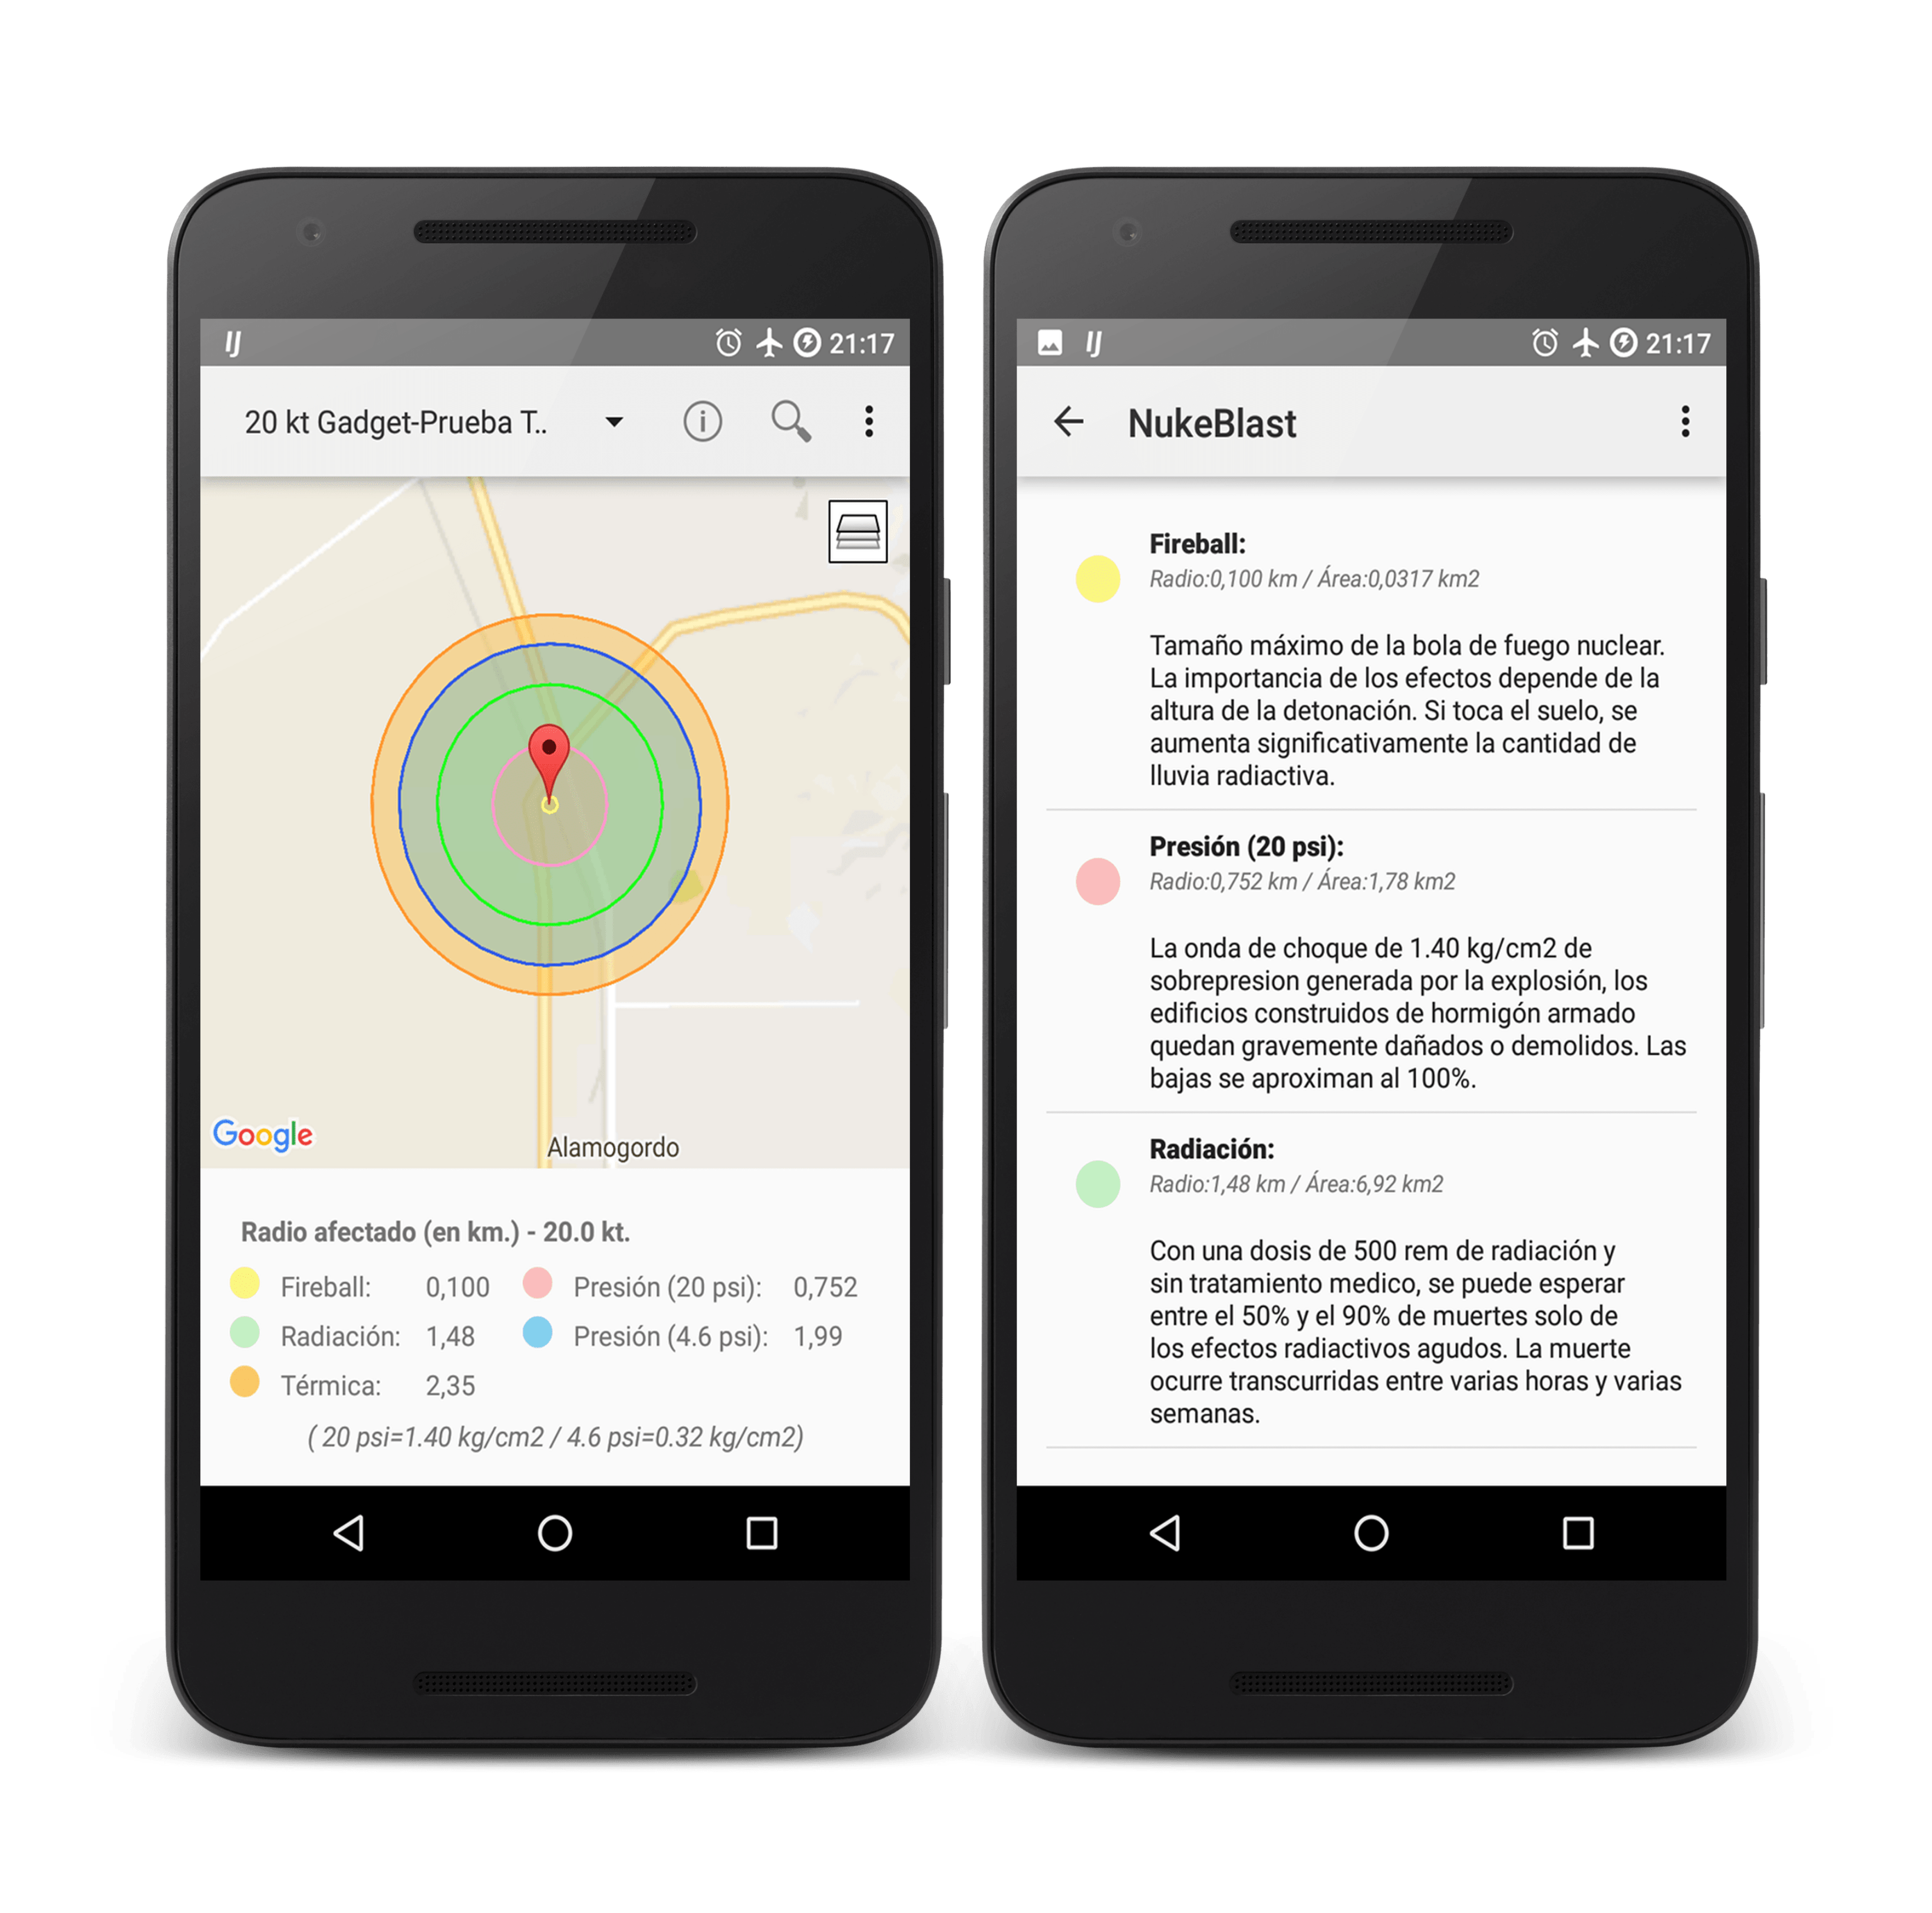 21:17
20 kt Gadget-Prueba T..
Google
Alamogordo
Radio afectado (en km.) - 20.0 kt.
Fireball: 0,100 Presión (20 psi): 0,752
Radiación: 1,48 Presión (4.6 psi): 1,99
Térmica: 2,35
( 20 psi=1.40 kg/cm2 / 4.6 psi=0.32 kg/cm2)
21:17
NukeBlast
Fireball:
Radio:0,100 km / Área:0,0317 km2
Tamaño máximo de la bola de fuego nuclear.
La importancia de los efectos depende de la
altura de la detonación. Si toca el suelo, se
aumenta significativamente la cantidad de
lluvia radiactiva.
Presión (20 psi):
Radio:0,752 km / Área:1,78 km2
La onda de choque de 1.40 kg/cm2 de
sobrepresion generada por la explosión, los
edificios construidos de hormigón armado
quedan gravemente dañados o demolidos. Las
bajas se aproximan al 100%.
Radiación:
Radio:1,48 km / Área:6,92 km2
Con una dosis de 500 rem de radiación y
sin tratamiento medico, se puede esperar
entre el 50% y el 90% de muertes solo de
los efectos radiactivos agudos. La muerte
ocurre transcurridas entre varias horas y varias
semanas.